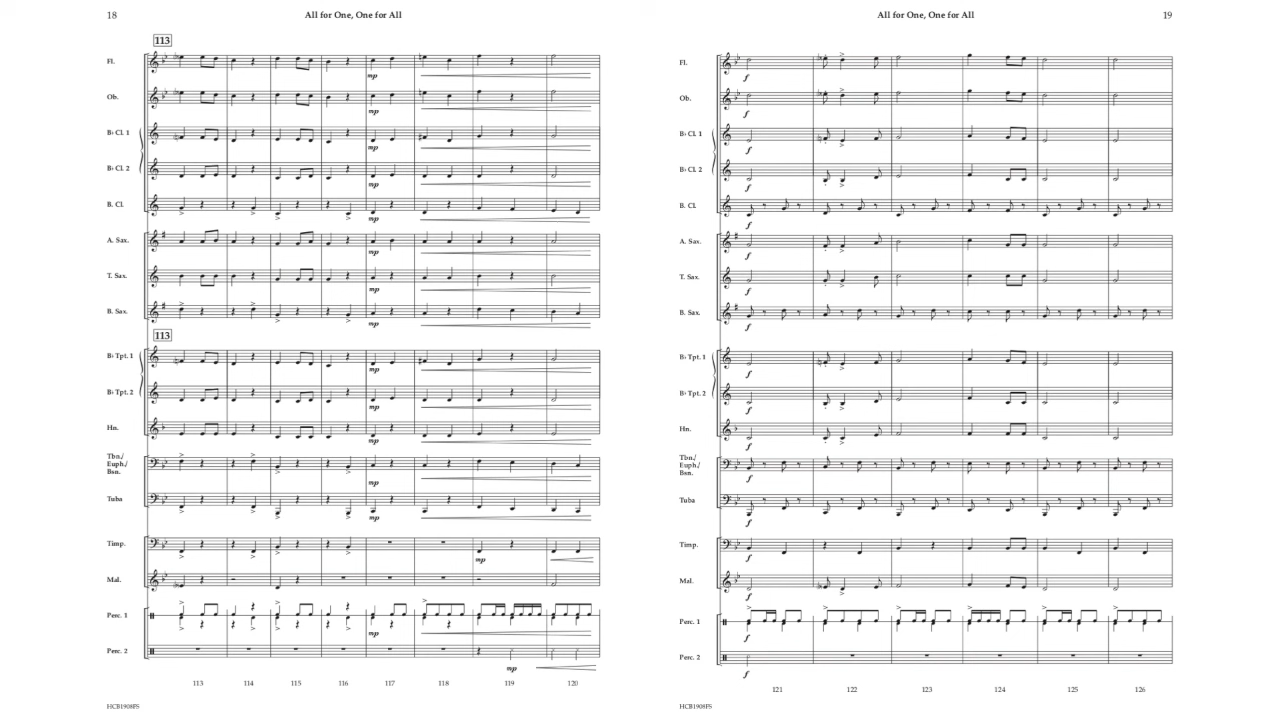 18
All for One, One for All
113
Fl.
mp
Ob.
mp
B♭ Cl. 1
mp
B♭ Cl. 2
mp
B. Cl.
mp
A. Sax.
mp
T. Sax.
mp
B. Sax.
mp
113
B♭ Tpt. 1
mp
B♭ Tpt. 2
mp
Hn.
mp
Tbn./
Euph./
Bsn.
mp
Tuba
mp
Timp.
mp
Mal.
Perc. 1
mp
Perc. 2
mp
113 114 115 116 117 118 119 120
HCB1908FS
All for One, One for All
19
Fl.
f
Ob.
f
B♭ Cl. 1
f
B♭ Cl. 2
f
B. Cl.
f
A. Sax.
f
T. Sax.
f
B. Sax.
f
B♭ Tpt. 1
f
B♭ Tpt. 2
f
Hn.
f
Tbn./
Euph./
Bsn.
f
Tuba
f
Timp.
f
Mal.
f
Perc. 1
f
Perc. 2
f
121 122 123 124 125 126
HCB1908FS